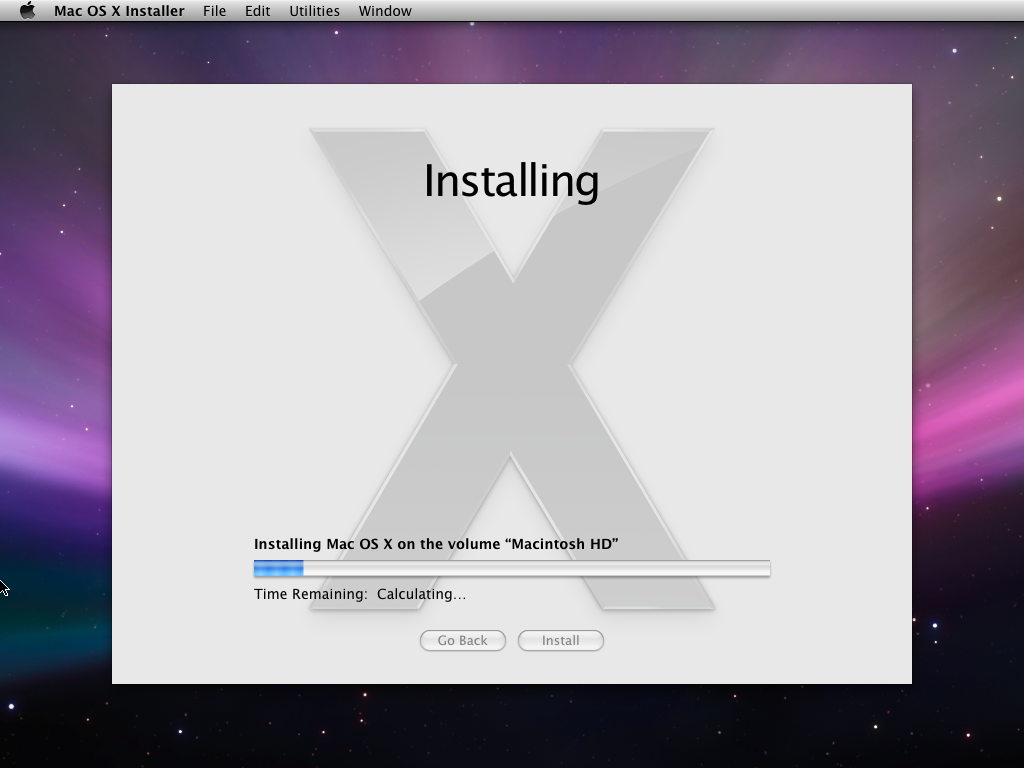 Mac OS X Installer File Edit Utilities Window
Installing
Installing Mac OS X on the volume “Macintosh HD”
Time Remaining: Calculating...
Go Back Install